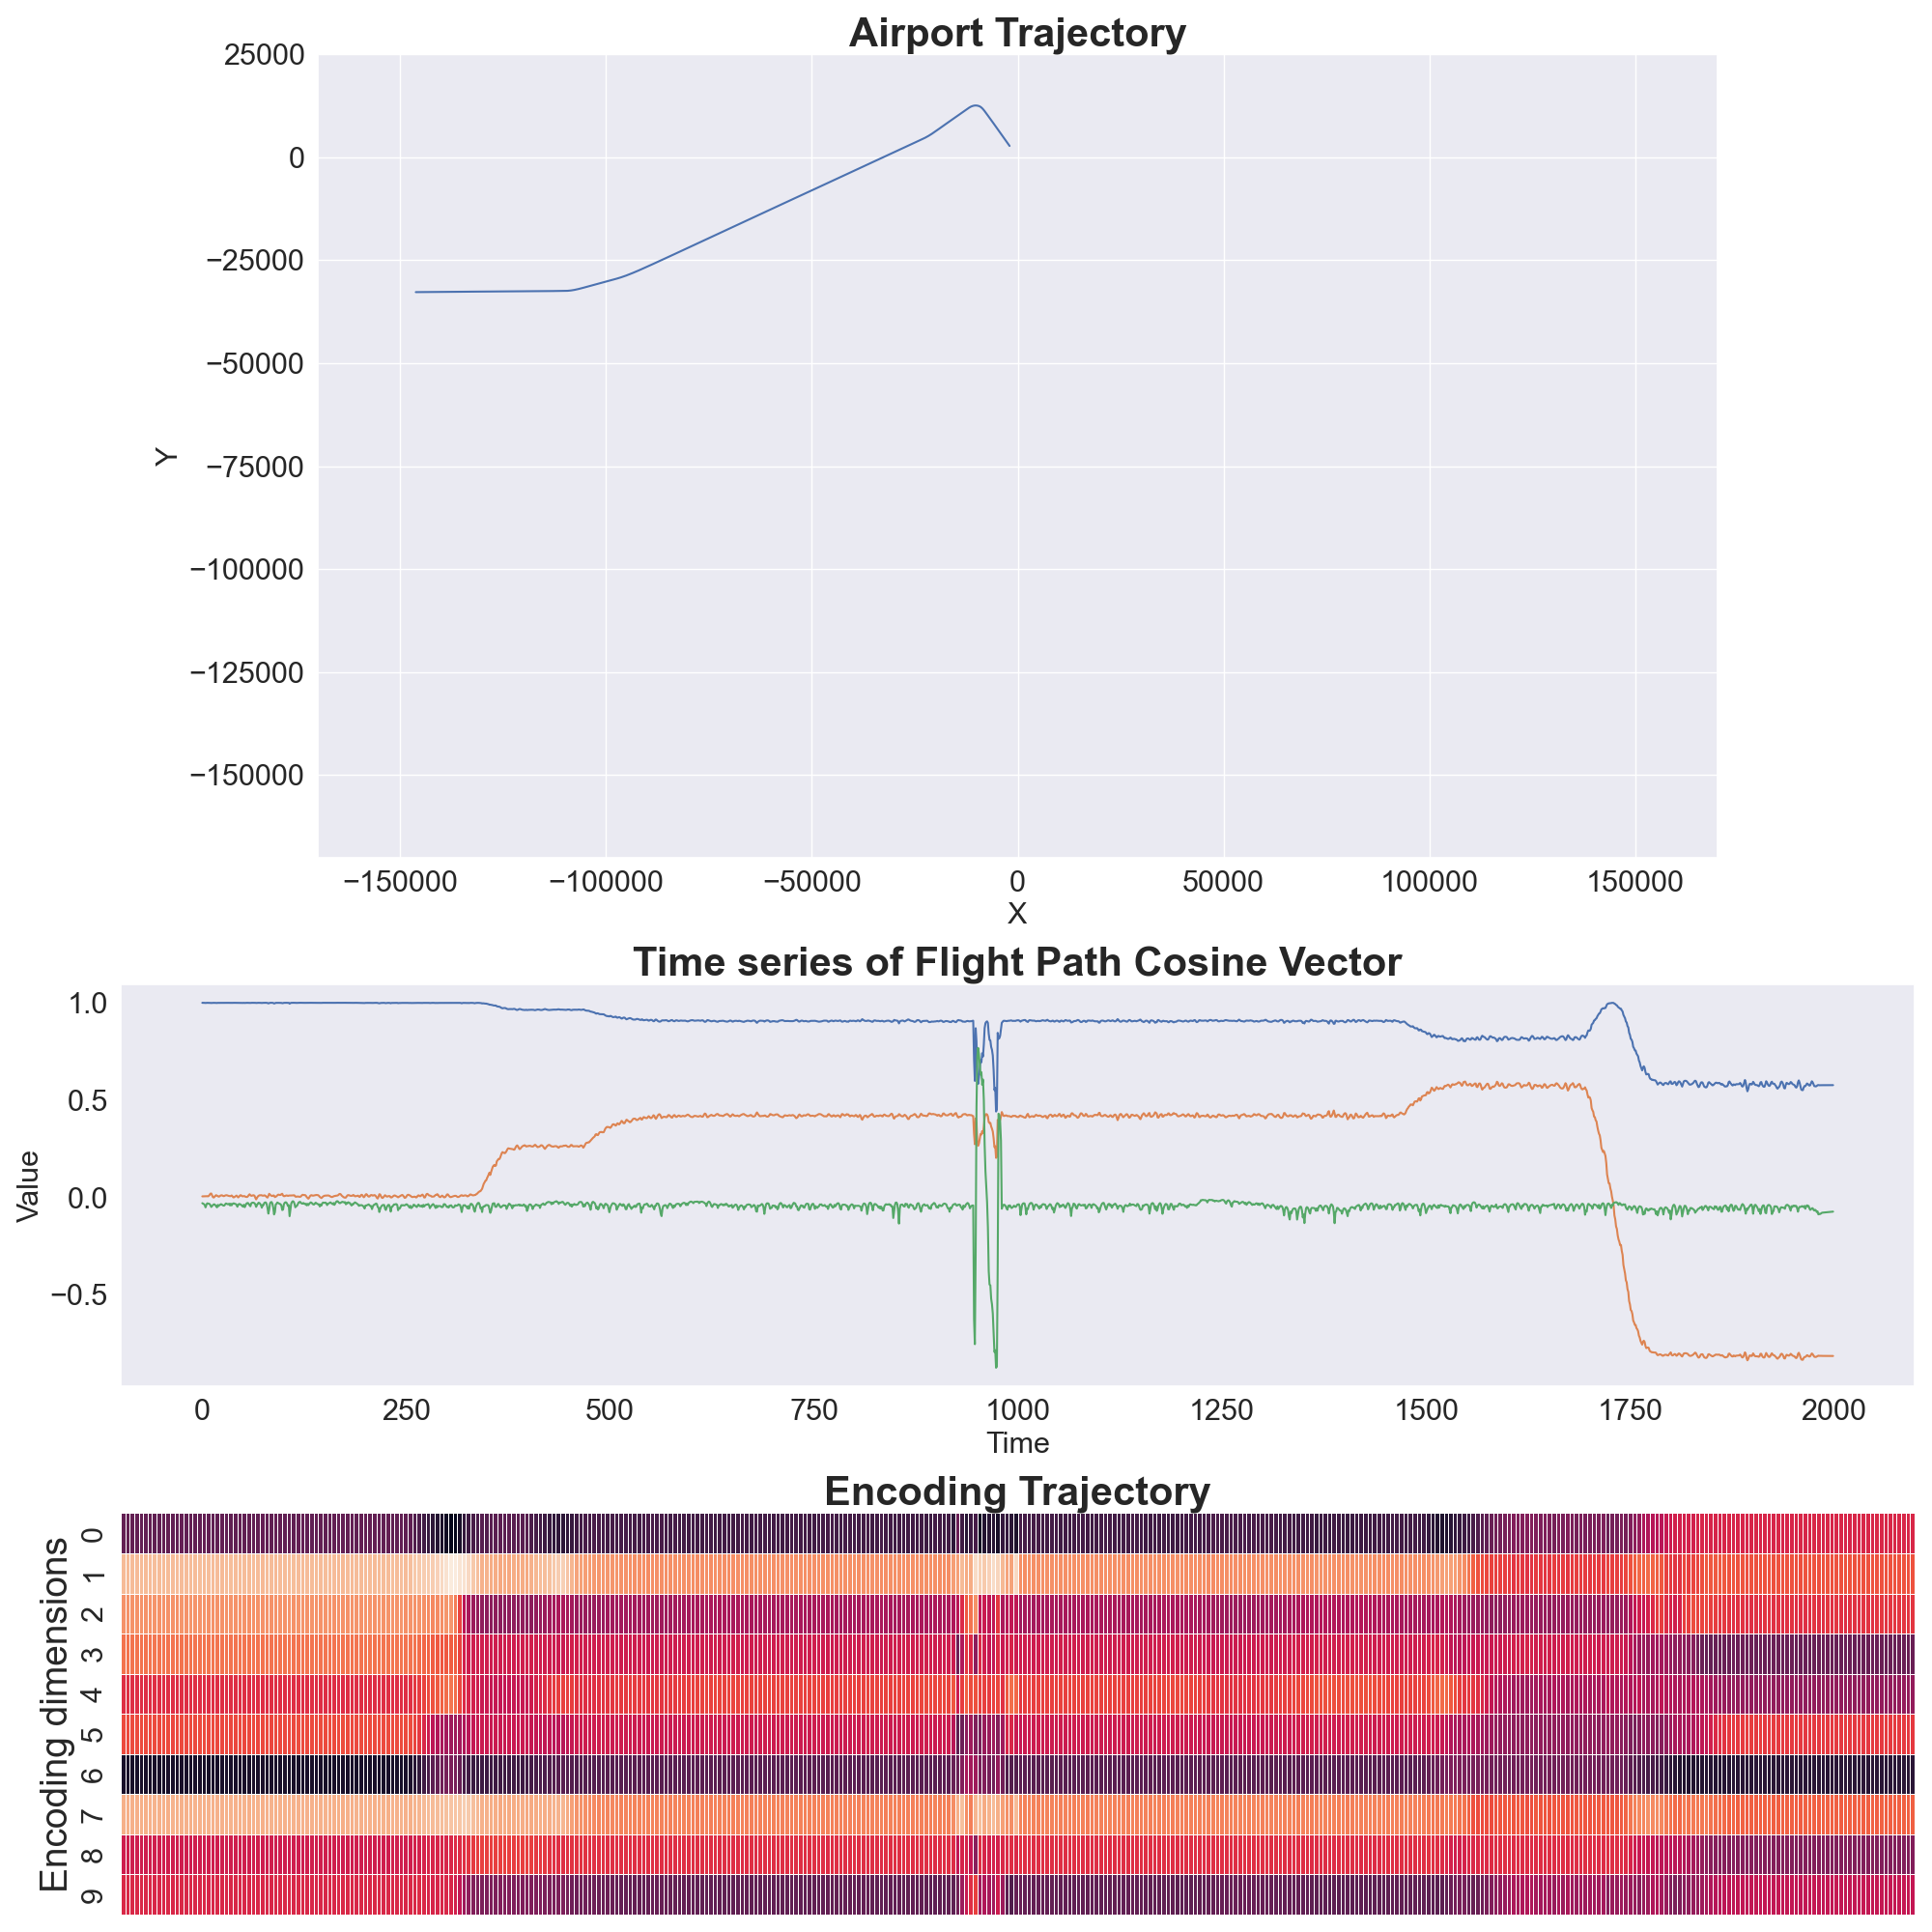 Airport Trajectory
25000
0
−25000
−50000
−75000
−100000
−125000
−150000
Y
−150000 −100000 −50000 0 50000 100000 150000
X
Time series of Flight Path Cosine Vector
1.0
0.5
0.0
−0.5
Value
0 250 500 750 1000 1250 1500 1750 2000
Time
Encoding Trajectory
Encoding dimensions
0
1
2
3
4
5
6
7
8
9